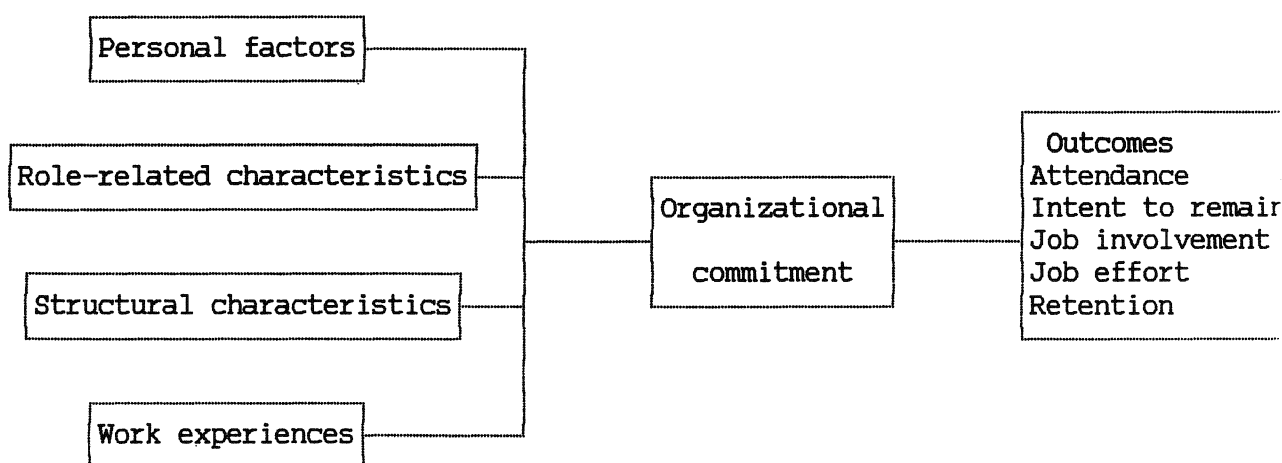 Personal factors
Role-related characteristics
Structural characteristics
Work experiences
Organizational
commitment
Outcomes
Attendance
Intent to remain
Job involvement
Job effort
Retention